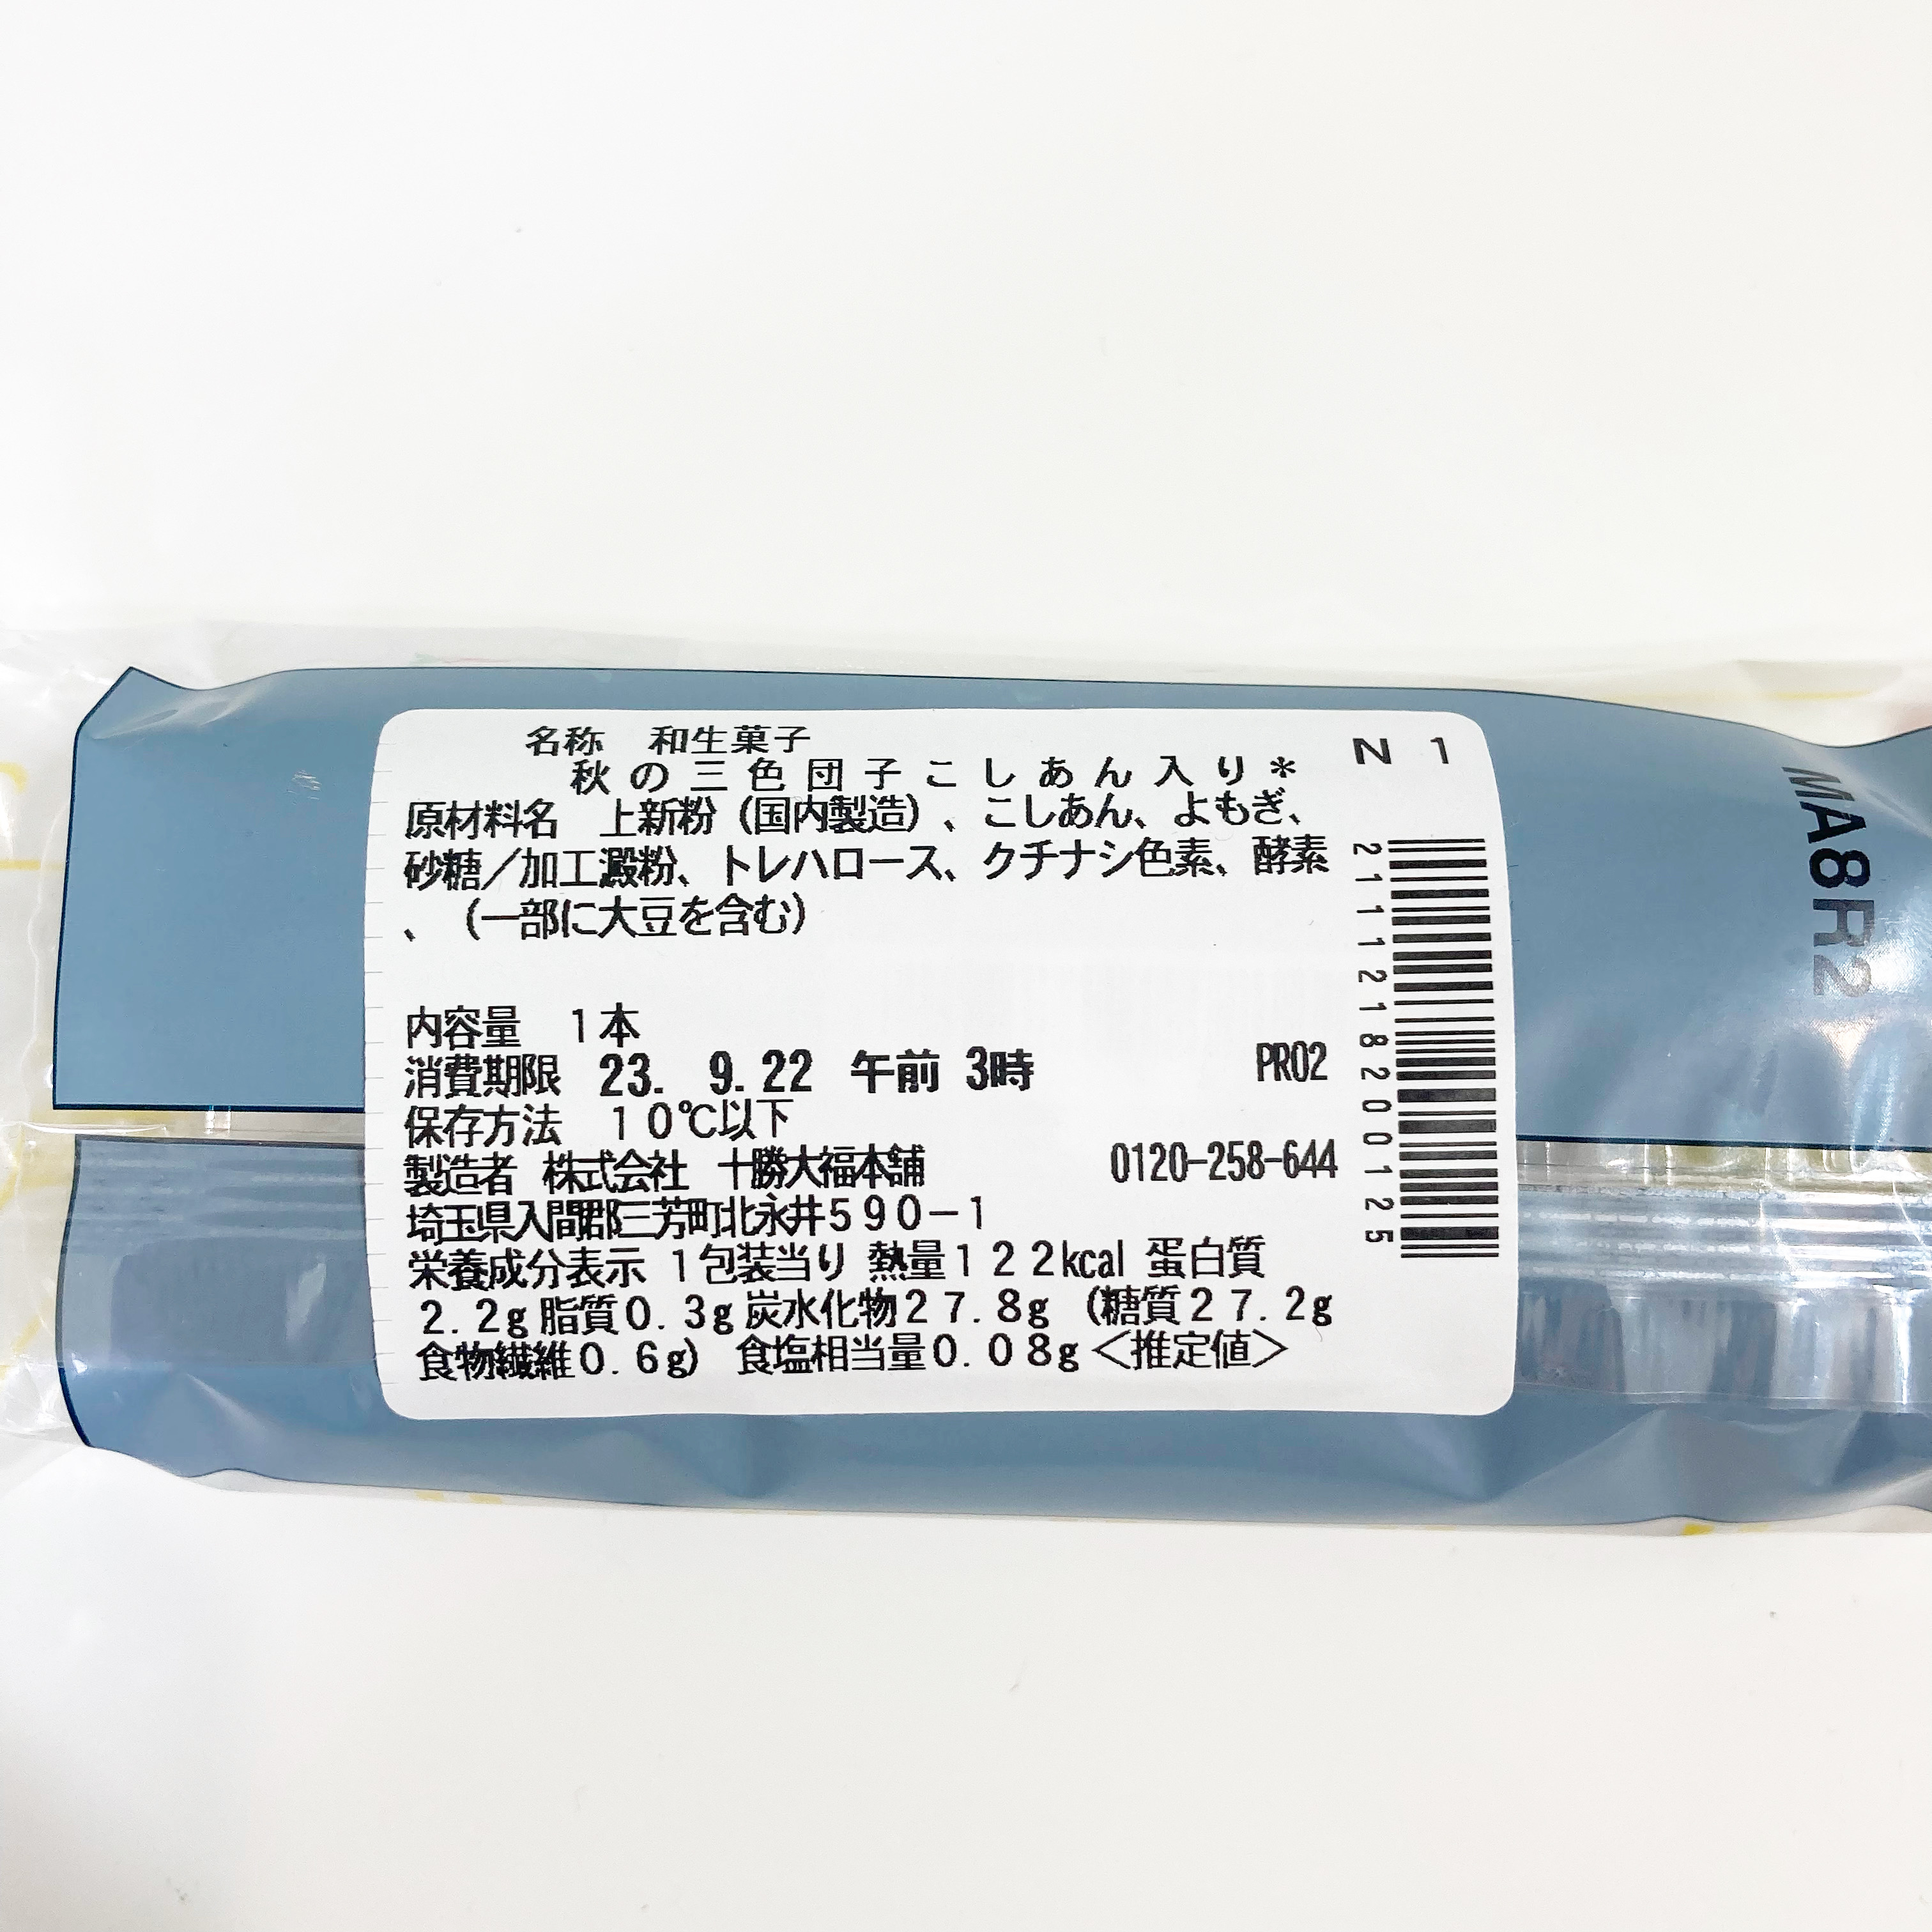 名称 和生菓子
N 1
秋の三色団子こしあん入り＊
原材料名 上新粉（国内製造）、こしあん、よもぎ、
砂糖／加工澱粉、トレハロース、クチナシ色素、酵素
、（一部に大豆を含む）
内容量 １本
消費期限 23. 9.22 午前 3時
PR02
保存方法 １０℃以下
製造者 株式会社 十勝大福本舗
0120-258-644
埼玉県入間郡三芳町北永井５９０－１
栄養成分表示 １包装当り 熱量１２２kcal 蛋白質
２.２g 脂質０.３g 炭水化物２７.８g （糖質２７.２g
食物繊維０.６g） 食塩相当量０.０８g＜推定値＞
2111218200125
MA8R2